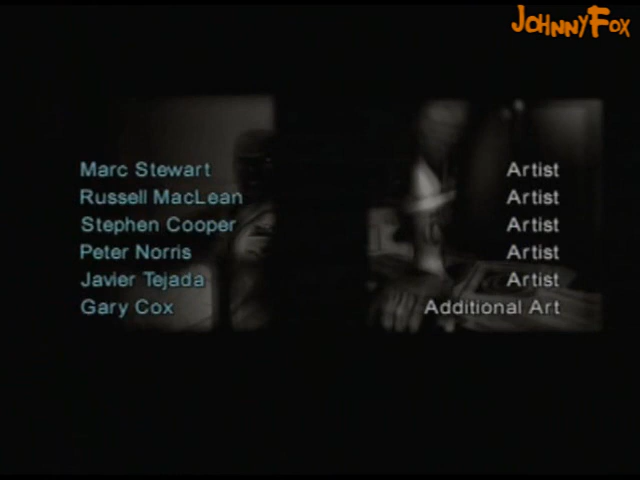 JOHNNYFOX
Marc Stewart Artist
Russell MacLean Artist
Stephen Cooper Artist
Peter Norris Artist
Javier Tejada Artist
Gary Cox Additional Art